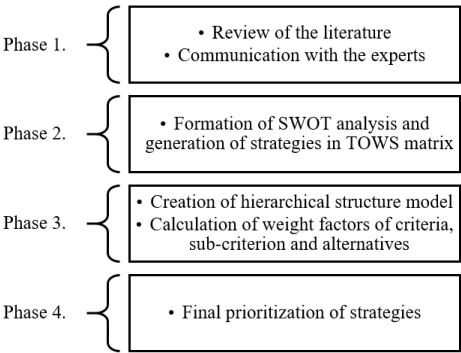 Phase 1.
• Review of the literature
• Communication with the experts
Phase 2.
• Formation of SWOT analysis and
generation of strategies in TOWS matrix
Phase 3.
• Creation of hierarchical structure model
• Calculation of weight factors of criteria,
sub-criterion and alternatives
Phase 4.
• Final prioritization of strategies